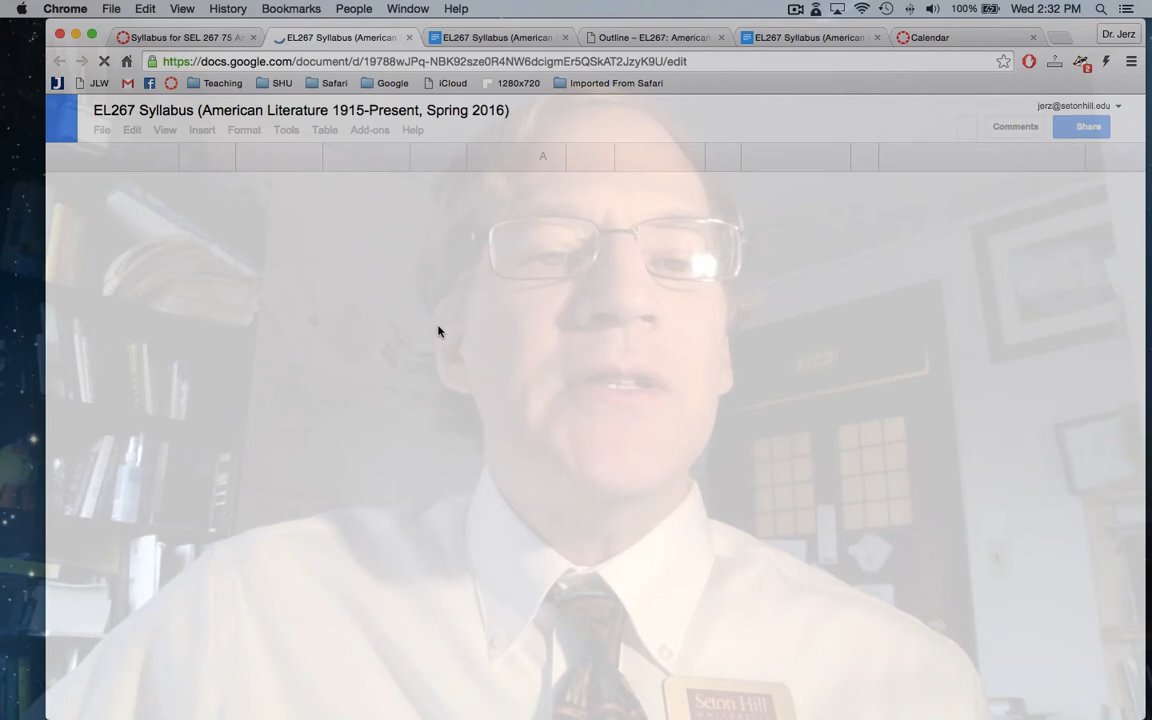 Chrome File Edit View History Bookmarks People Window Help 100% Wed 2:32 PM
Syllabus for SEL 267 75 A EL267 Syllabus (American EL267 Syllabus (American Outline – EL267: American EL267 Syllabus (American Calendar Dr. Jerz
https://docs.google.com/document/d/19788wJPq-NBK92sze0R4NW6dcigmEr5QSkAT2JzyK9U/edit 2
JLW Teaching SHU Safari Google iCloud 1280x720 Imported From Safari
EL267 Syllabus (American Literature 1915-Present, Spring 2016) jerz@setonhill.edu
File Edit View Insert Format Tools Table Add-ons Help Comments Share
A
Seton Hill